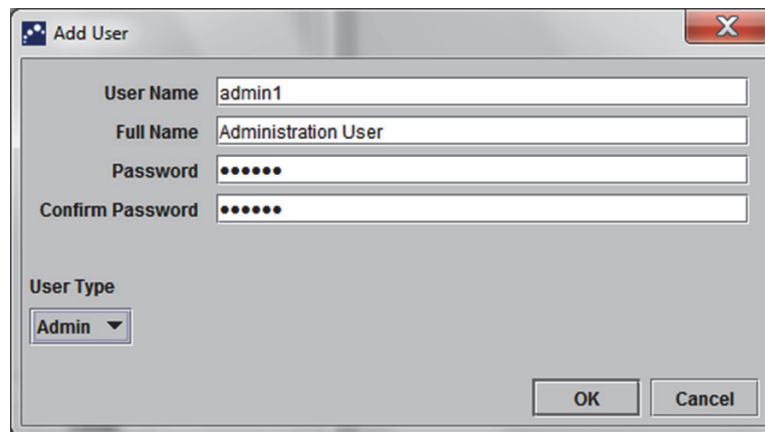 Add User
User Name admin1
Full Name Administration User
Password ••••••
Confirm Password ••••••
User Type
Admin
OK Cancel